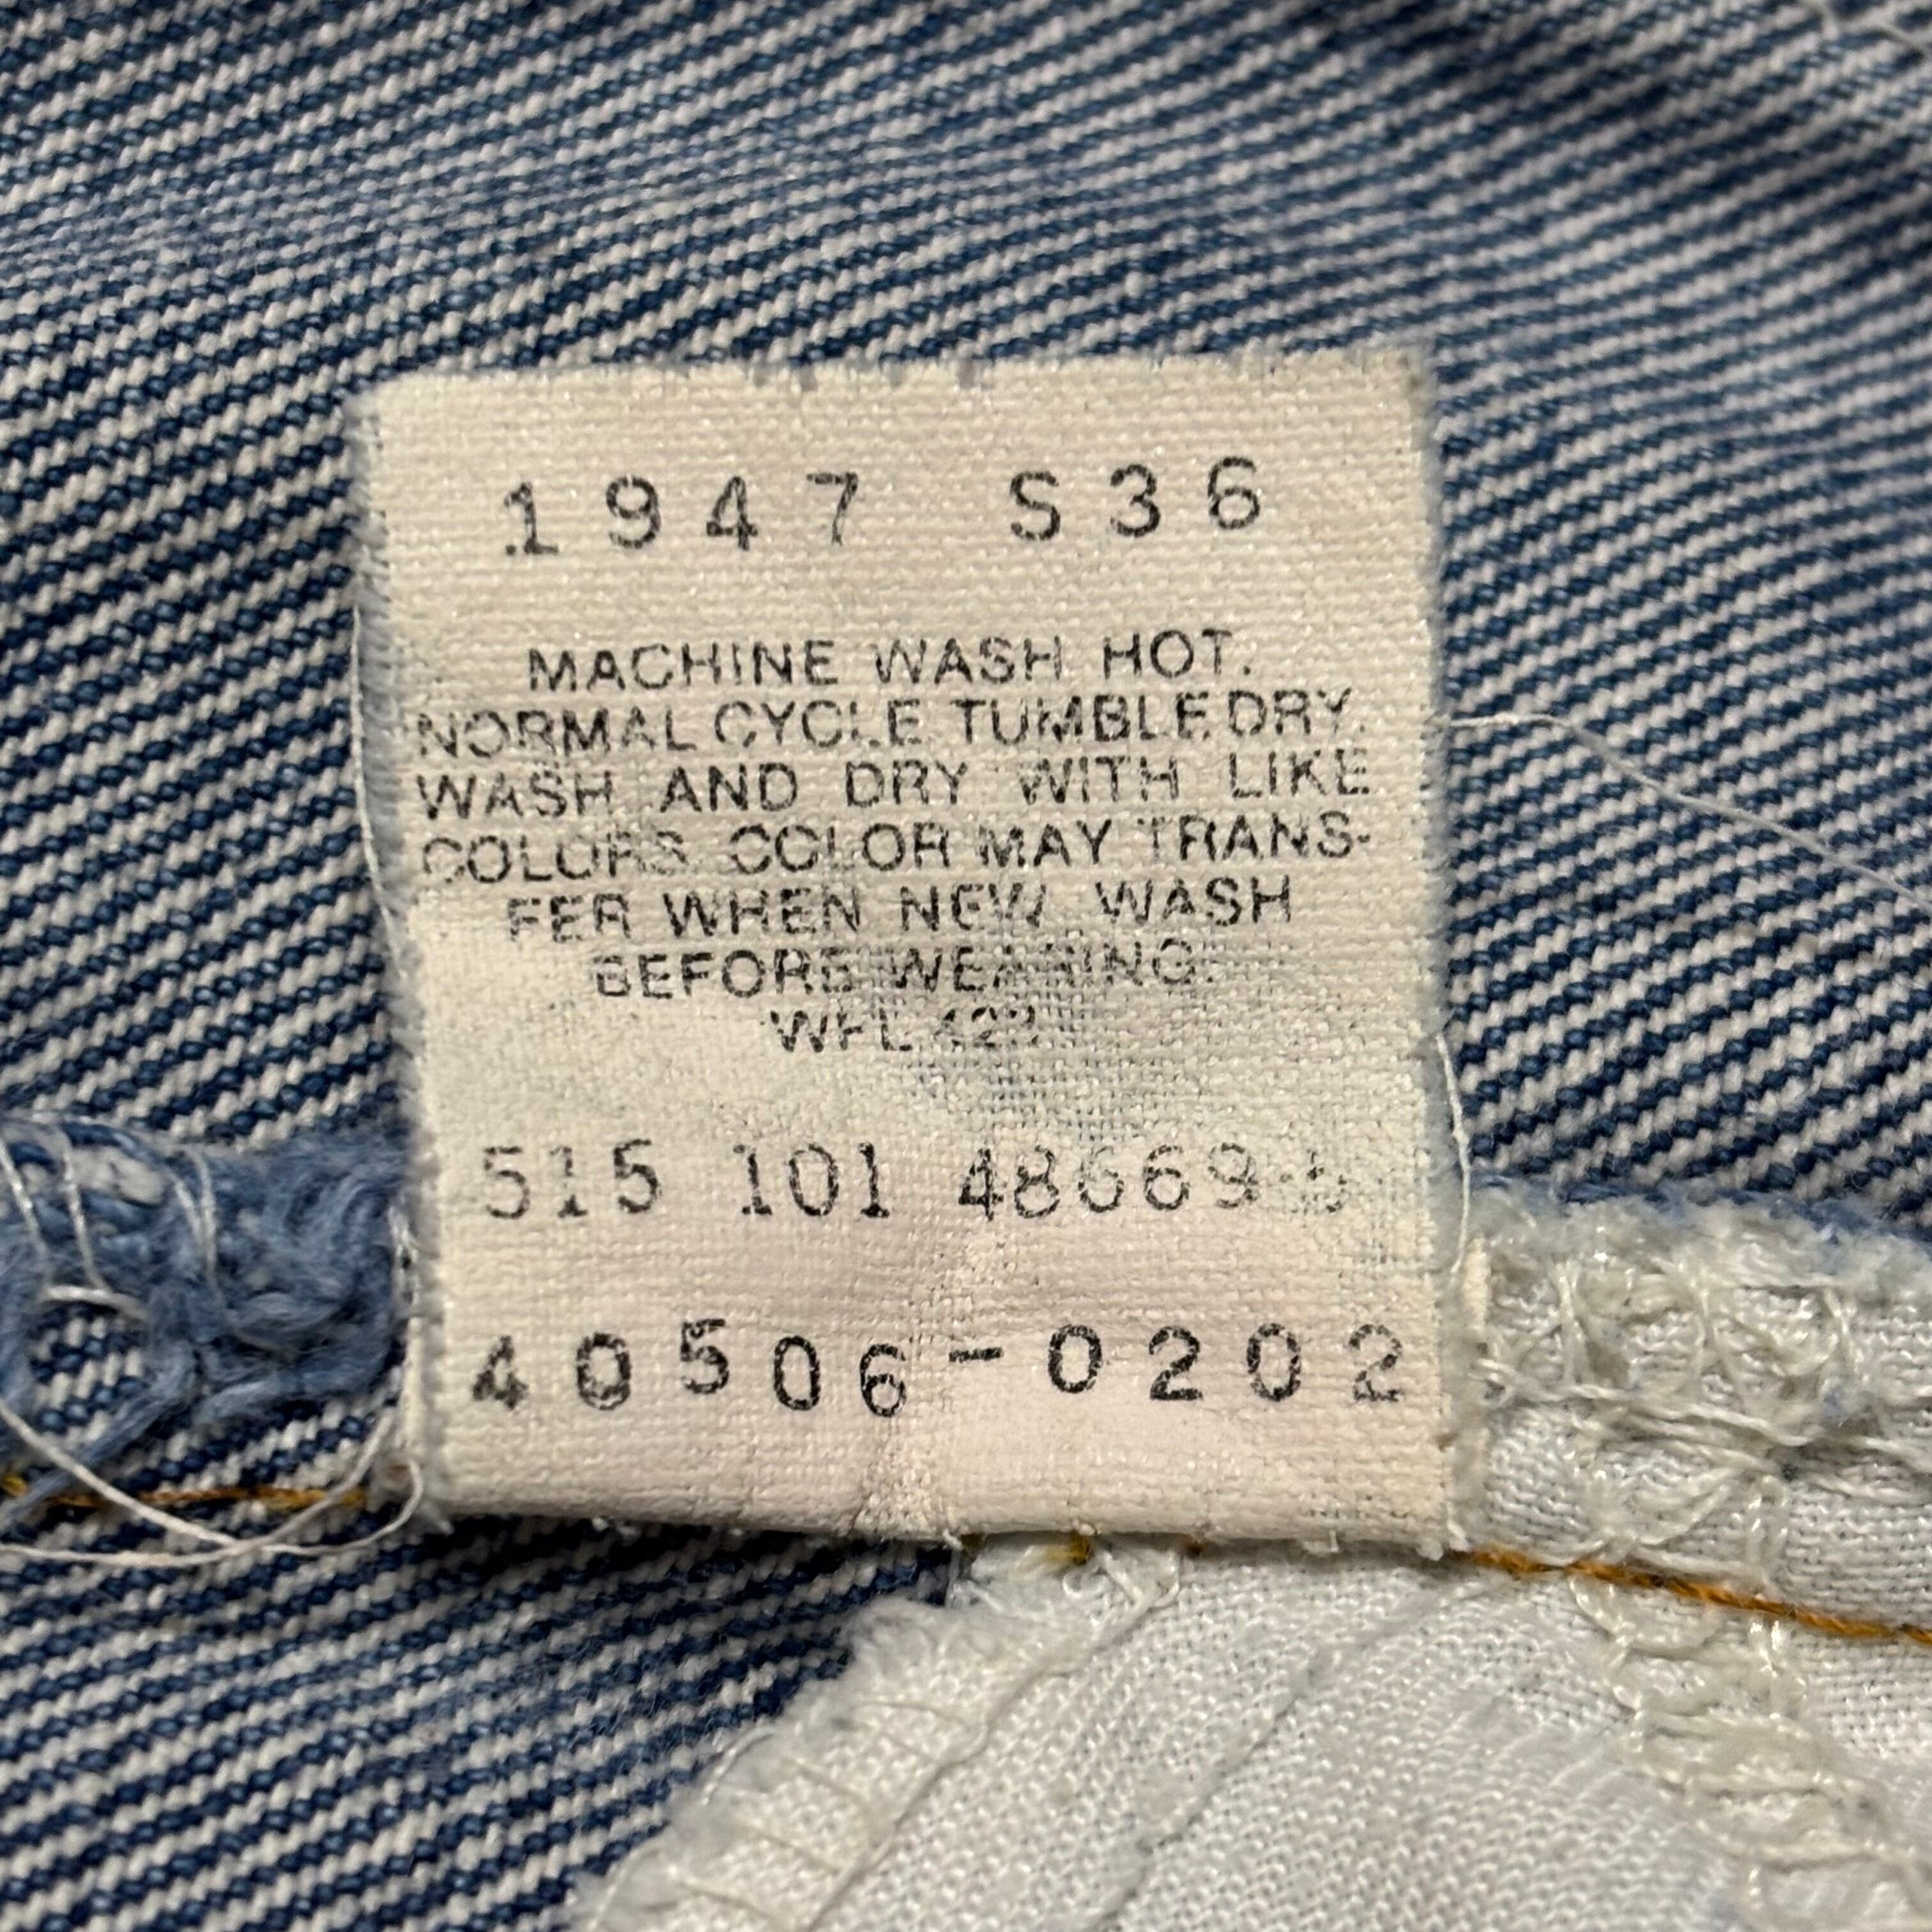 1947 S36
MACHINE WASH HOT.
NORMAL CYCLE TUMBLE DRY.
WASH AND DRY WITH LIKE
COLORS. COLOR MAY TRANS-
FER WHEN NEW. WASH
BEFORE WEARING.
WPL
515 101
40506-0202